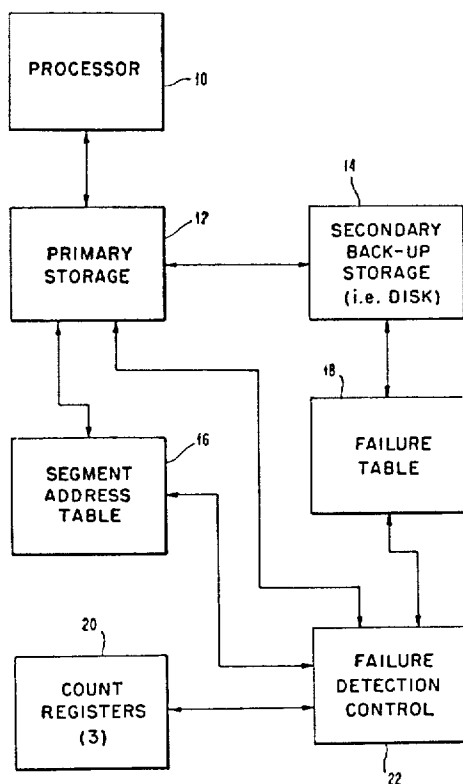 PROCESSOR
10
PRIMARY
STORAGE
12
14
SECONDARY
BACK-UP
STORAGE
(i.e. DISK)
SEGMENT
ADDRESS
TABLE
16
18
FAILURE
TABLE
20
COUNT
REGISTERS
(3)
FAILURE
DETECTION
CONTROL
22